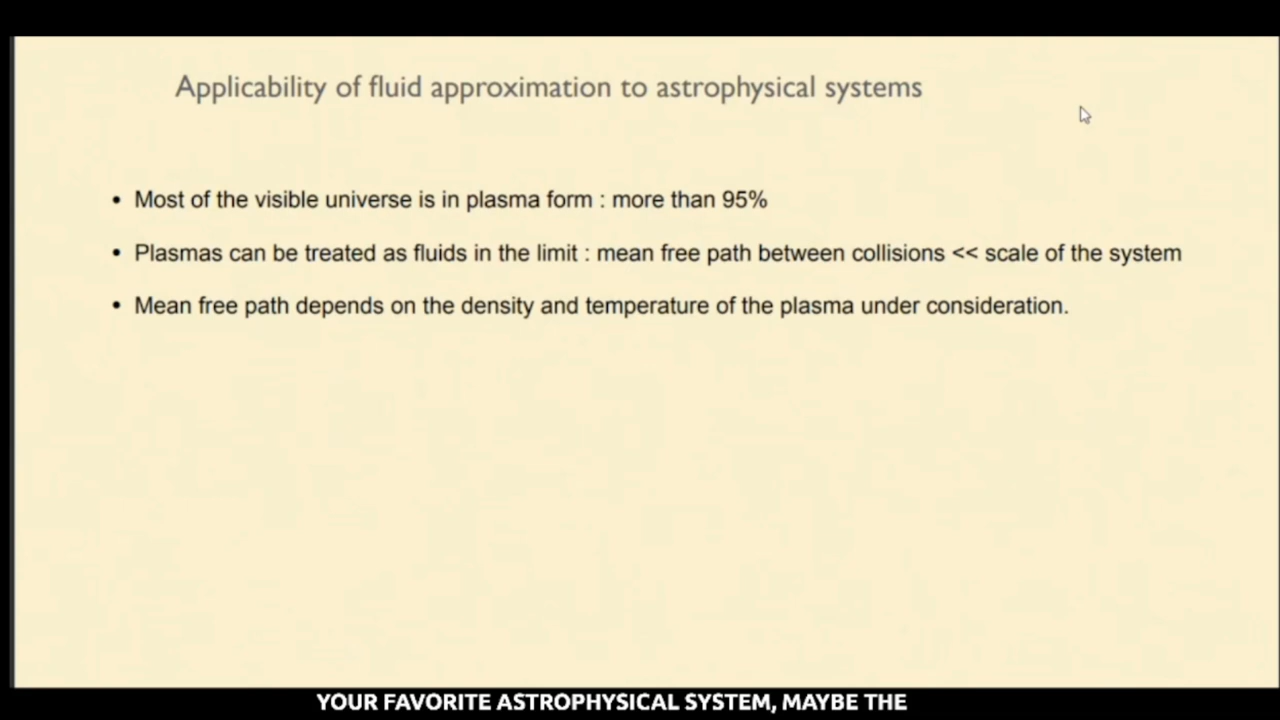 Applicability of fluid approximation to astrophysical systems
• Most of the visible universe is in plasma form : more than 95%
• Plasmas can be treated as fluids in the limit : mean free path between collisions << scale of the system
• Mean free path depends on the density and temperature of the plasma under consideration.
YOUR FAVORITE ASTROPHYSICAL SYSTEM, MAYBE THE